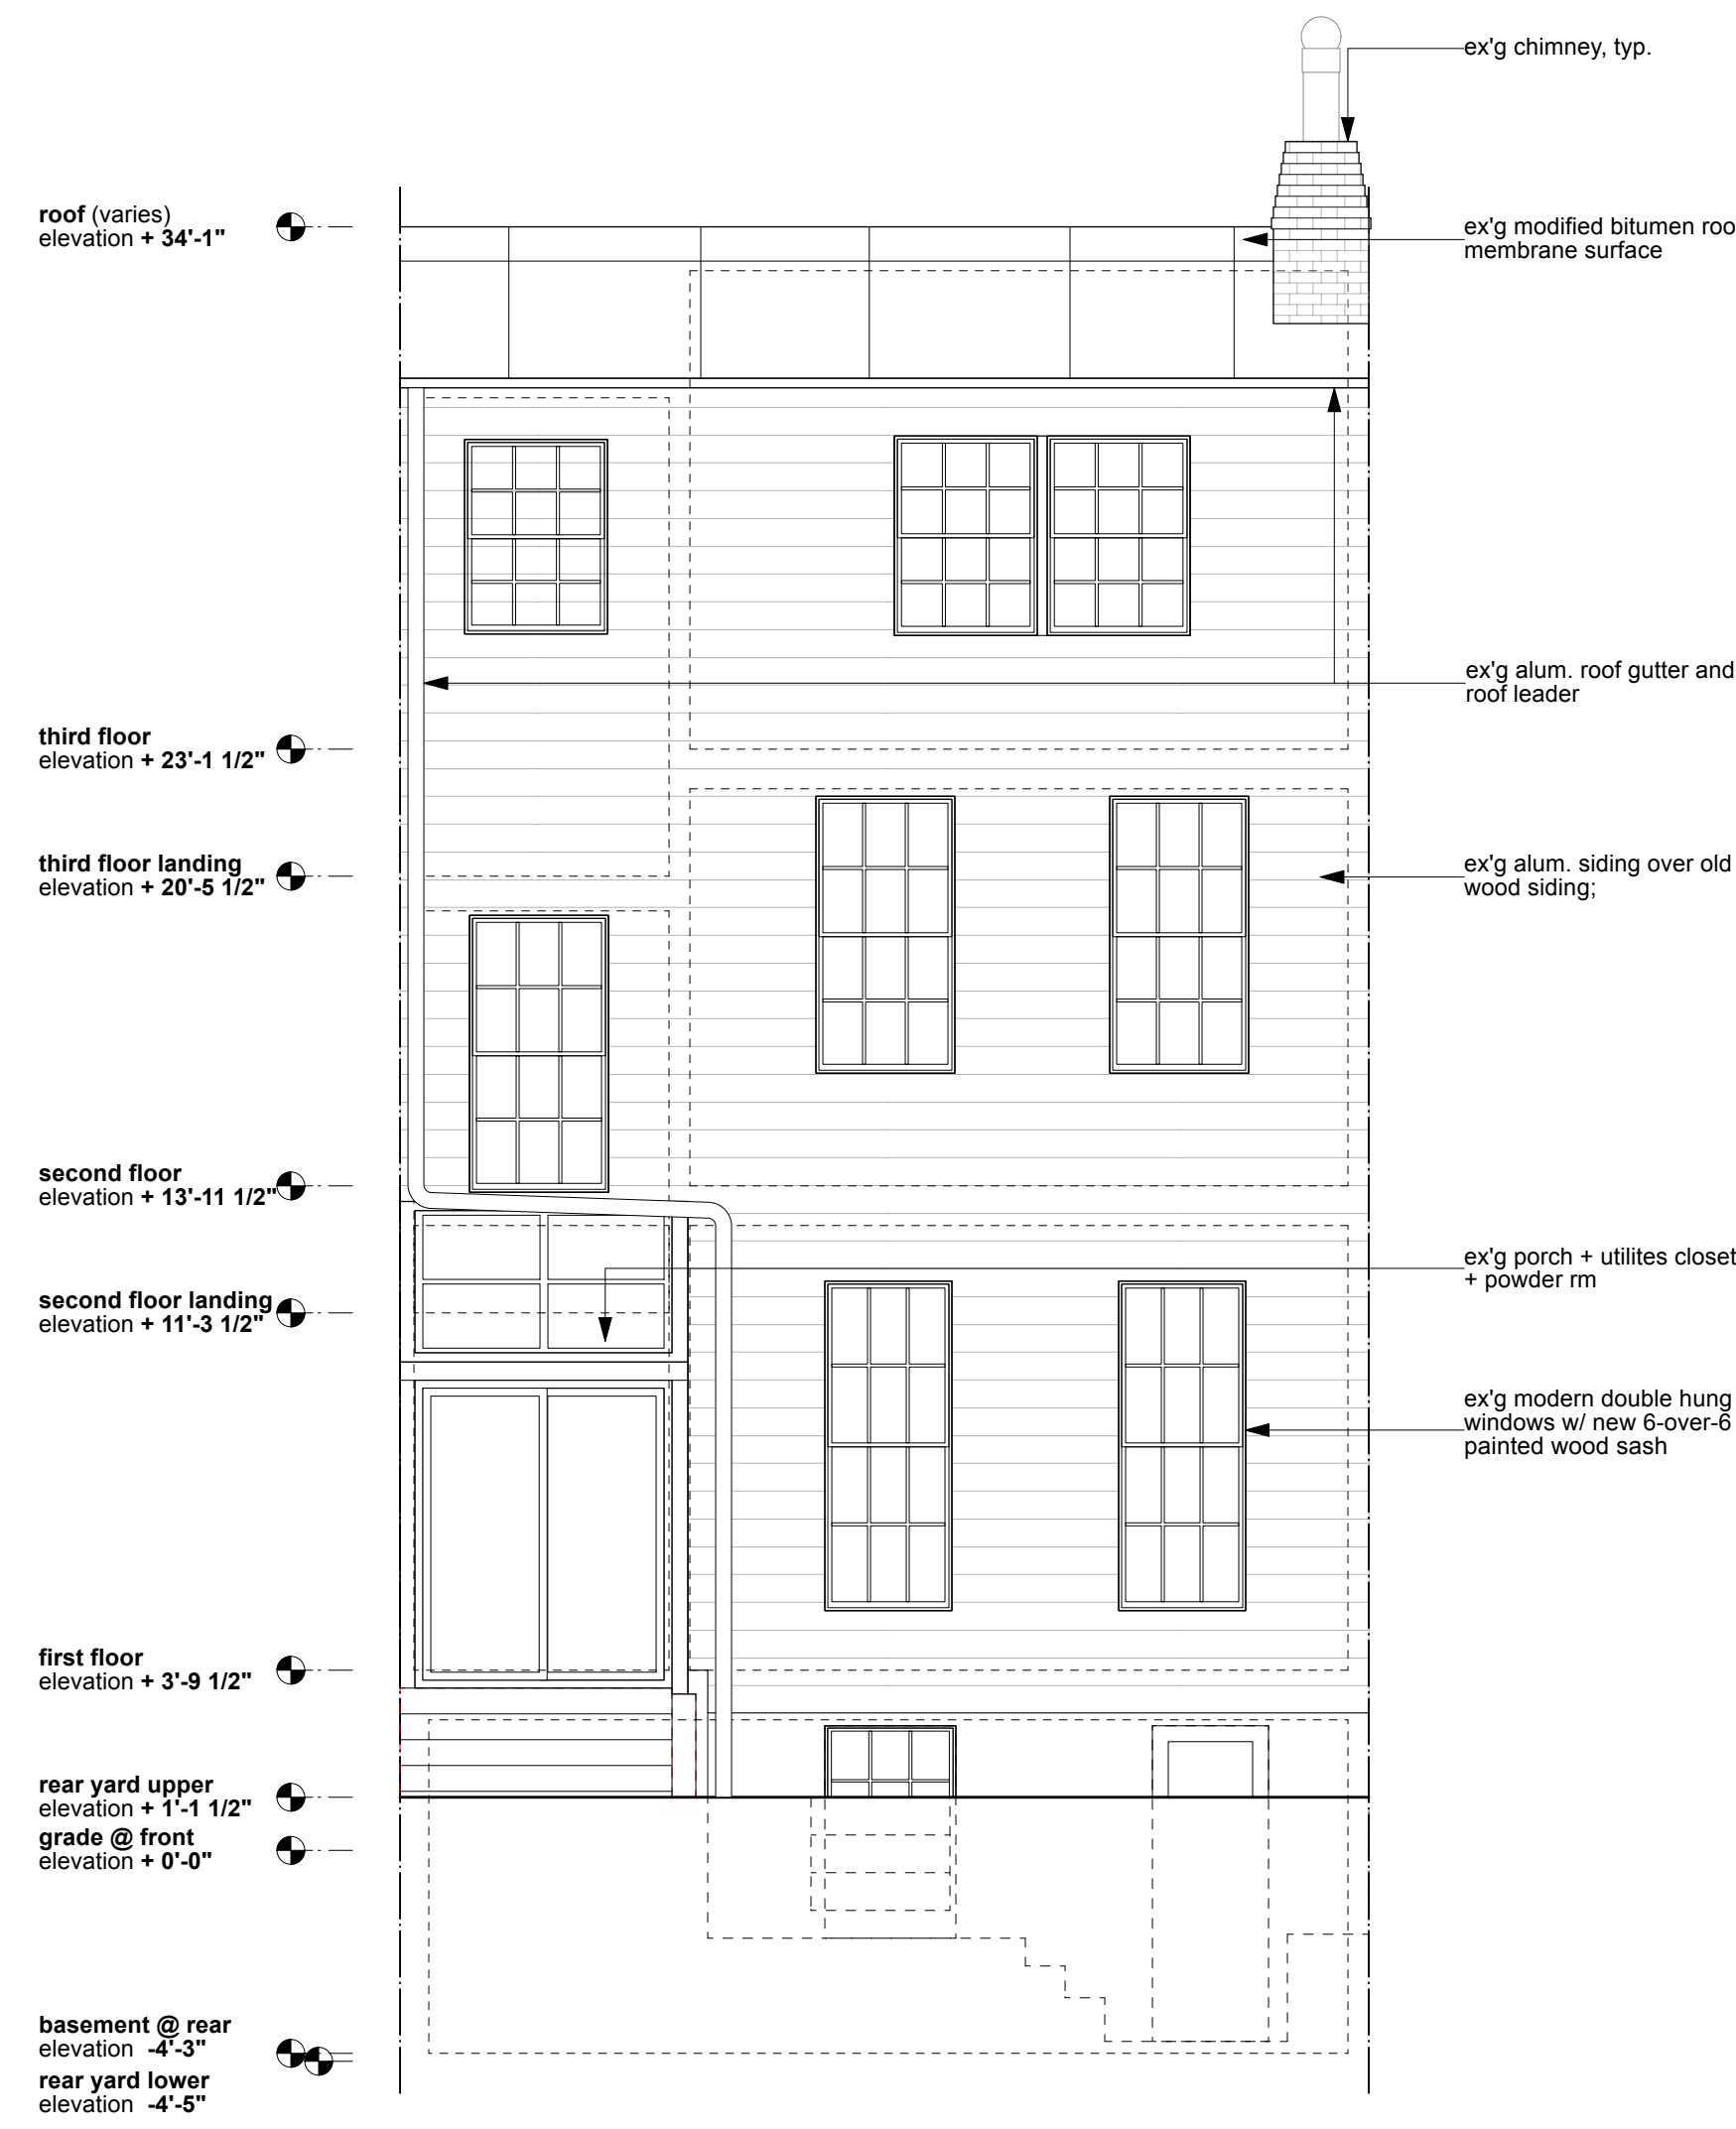 ex'g chimney, typ.
roof (varies)
elevation + 34'-1"
ex'g modified bitumen roo
membrane surface
ex'g alum. roof gutter and
roof leader
third floor
elevation + 23'-1 1/2"
third floor landing
elevation + 20'-5 1/2"
ex'g alum. siding over old
wood siding;
second floor
elevation + 13'-11 1/2"
ex'g porch + utilites closet
+ powder rm
second floor landing
elevation + 11'-3 1/2"
ex'g modern double hung
windows w/ new 6-over-6
painted wood sash
first floor
elevation + 3'-9 1/2"
rear yard upper
elevation + 1'-1 1/2"
grade @ front
elevation + 0'-0"
basement @ rear
elevation -4'-3"
rear yard lower
elevation -4'-5"